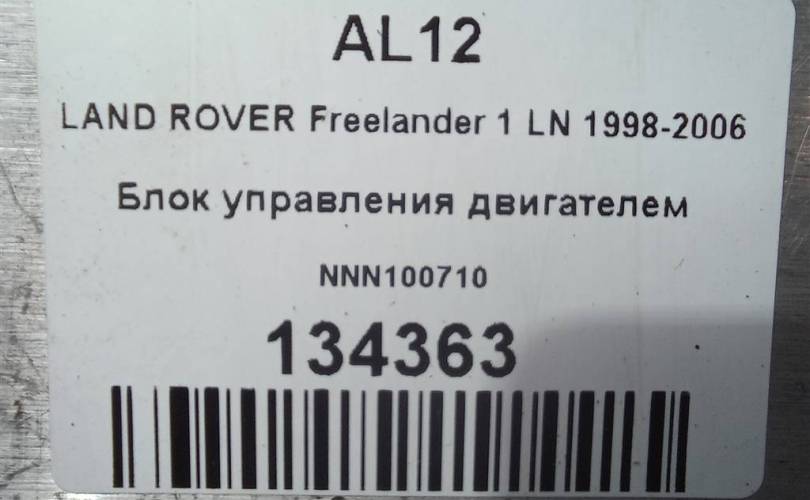 AL12
LAND ROVER Freelander 1 LN 1998-2006
Блок управления двигателем
NNN100710
134363